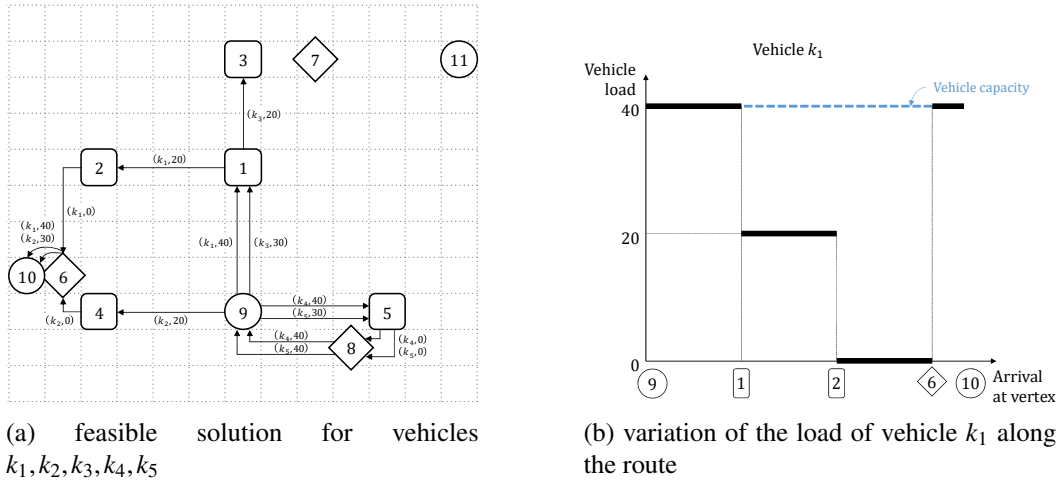 3
7
11
(k3,20)
2
(k1,20)
1
(k1,0)
(k1,40)
(k2,30)
(k1,40)
(k3,30)
10
6
4
9
(k4,40)
(k5,30)
5
(k2,0)
(k2,20)
(k4,40)
(k5,40)
8
(k4,0)
(k5,0)
(a) feasible solution for vehicles
k1,k2,k3,k4,k5
Vehicle k1
Vehicle
load
Vehicle capacity
40
20
0
9
1
2
6
10
Arrival
at vertex
(b) variation of the load of vehicle k1 along
the route